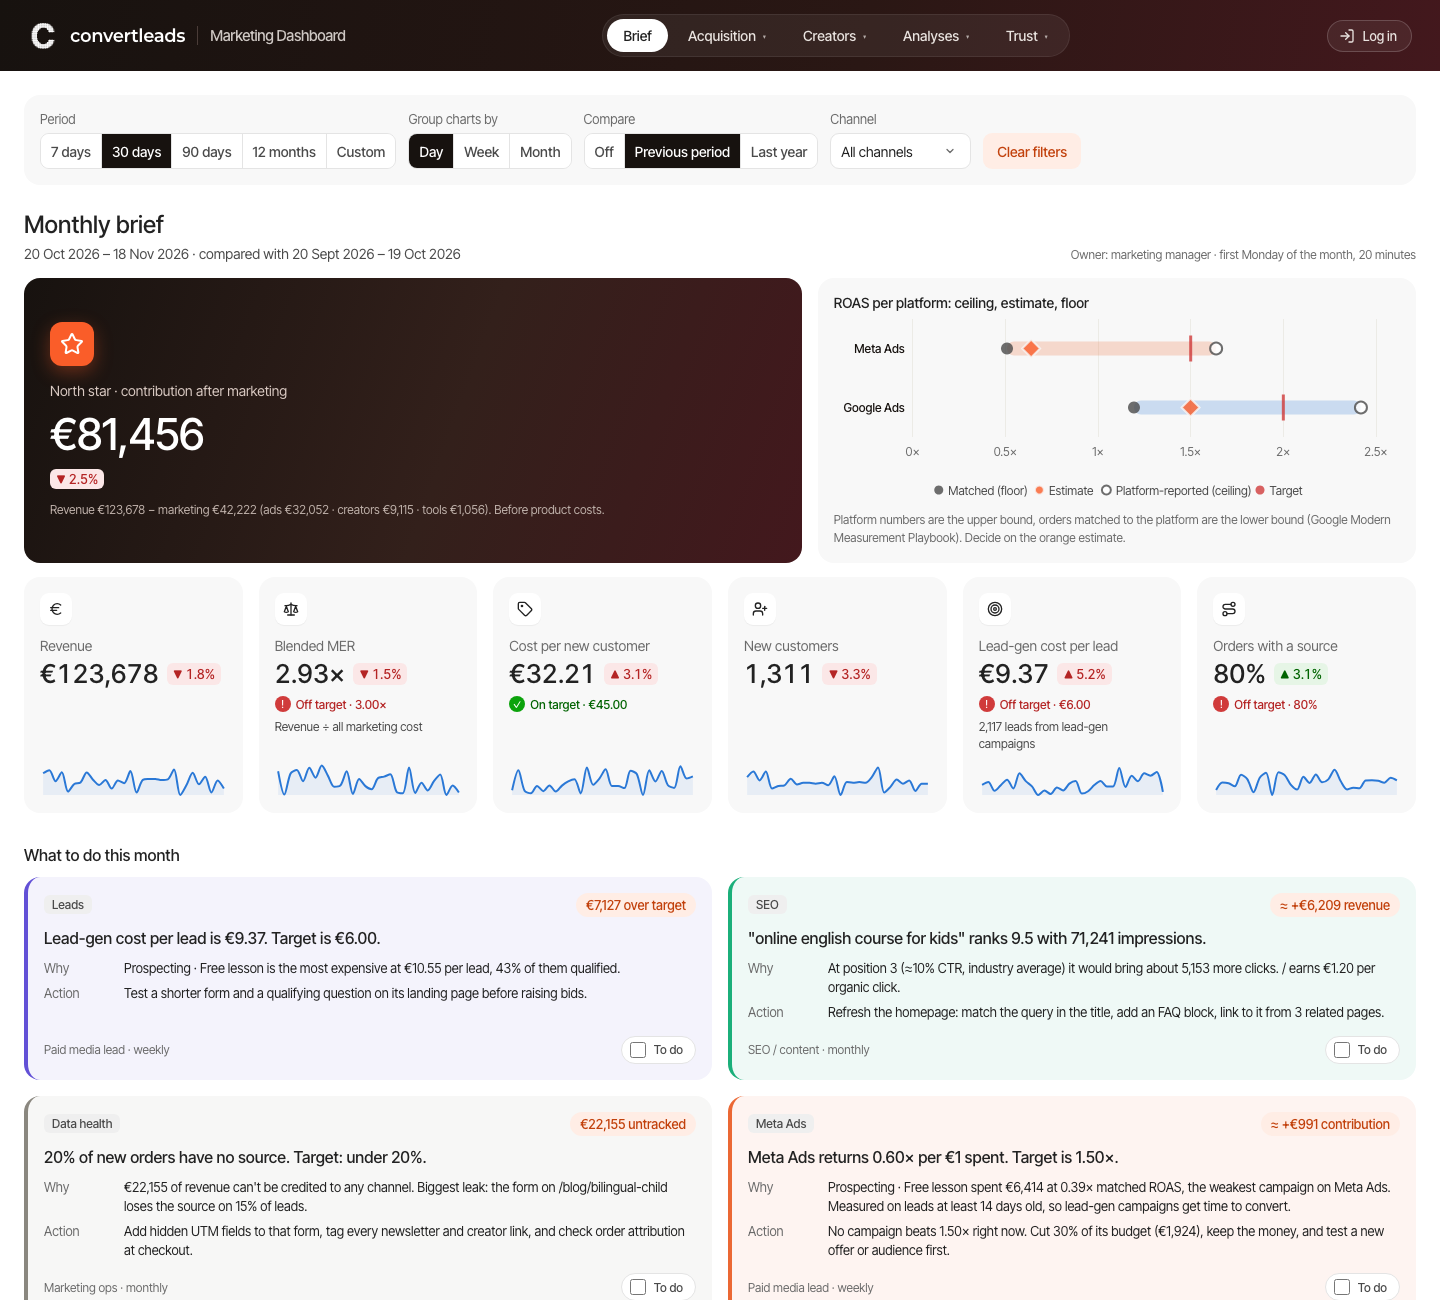 convertleads
Marketing Dashboard
Brief
Acquisition
Creators
Analyses
Trust
Log in
Period
7 days
30 days
90 days
12 months
Custom
Group charts by
Day
Week
Month
Compare
Off
Previous period
Last year
Channel
All channels
Clear filters
Monthly brief
20 Oct 2026 – 18 Nov 2026 · compared with 20 Sept 2026 – 19 Oct 2026
Owner: marketing manager · first Monday of the month, 20 minutes
North star · contribution after marketing
€81,456
▼ 2.5%
Revenue €123,678 − marketing €42,222 (ads €32,052 · creators €9,115 · tools €1,056). Before product costs.
ROAS per platform: ceiling, estimate, floor
Meta Ads
Google Ads
0× 0.5× 1× 1.5× 2× 2.5×
Matched (floor) Estimate Platform-reported (ceiling) Target
Platform numbers are the upper bound, orders matched to the platform are the lower bound (Google Modern
Measurement Playbook). Decide on the orange estimate.
Revenue
€123,678 ▼ 1.8%
Blended MER
2.93× ▼ 1.5%
Off target · 3.00×
Revenue ÷ all marketing cost
Cost per new customer
€32.21 ▲ 3.1%
On target · €45.00
New customers
1,311 ▼ 3.3%
Lead-gen cost per lead
€9.37 ▲ 5.2%
Off target · €6.00
2,117 leads from lead-gen
campaigns
Orders with a source
80% ▲ 3.1%
Off target · 80%
What to do this month
Leads
€7,127 over target
Lead-gen cost per lead is €9.37. Target is €6.00.
Why
Prospecting · Free lesson is the most expensive at €10.55 per lead, 43% of them qualified.
Action
Test a shorter form and a qualifying question on its landing page before raising bids.
Paid media lead · weekly
To do
SEO
≈ +€6,209 revenue
"online english course for kids" ranks 9.5 with 71,241 impressions.
Why
At position 3 (≈10% CTR, industry average) it would bring about 5,153 more clicks. / earns €1.20 per
organic click.
Action
Refresh the homepage: match the query in the title, add an FAQ block, link to it from 3 related pages.
SEO / content · monthly
To do
Data health
€22,155 untracked
20% of new orders have no source. Target: under 20%.
Why
€22,155 of revenue can't be credited to any channel. Biggest leak: the form on /blog/bilingual-child
loses the source on 15% of leads.
Action
Add hidden UTM fields to that form, tag every newsletter and creator link, and check order attribution
at checkout.
Marketing ops · monthly
To do
Meta Ads
≈ +€991 contribution
Meta Ads returns 0.60× per €1 spent. Target is 1.50×.
Why
Prospecting · Free lesson spent €6,414 at 0.39× matched ROAS, the weakest campaign on Meta Ads.
Measured on leads at least 14 days old, so lead-gen campaigns get time to convert.
Action
No campaign beats 1.50× right now. Cut 30% of its budget (€1,924), keep the money, and test a new
offer or audience first.
Paid media lead · weekly
To do